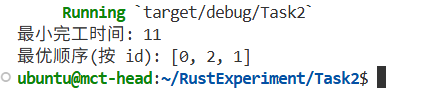 Running `target/debug/Task2`
最小完工时间: 11
最优顺序(按 id): [0, 2, 1]
ubuntu@mct-head:~/RustExperiment/Task2$